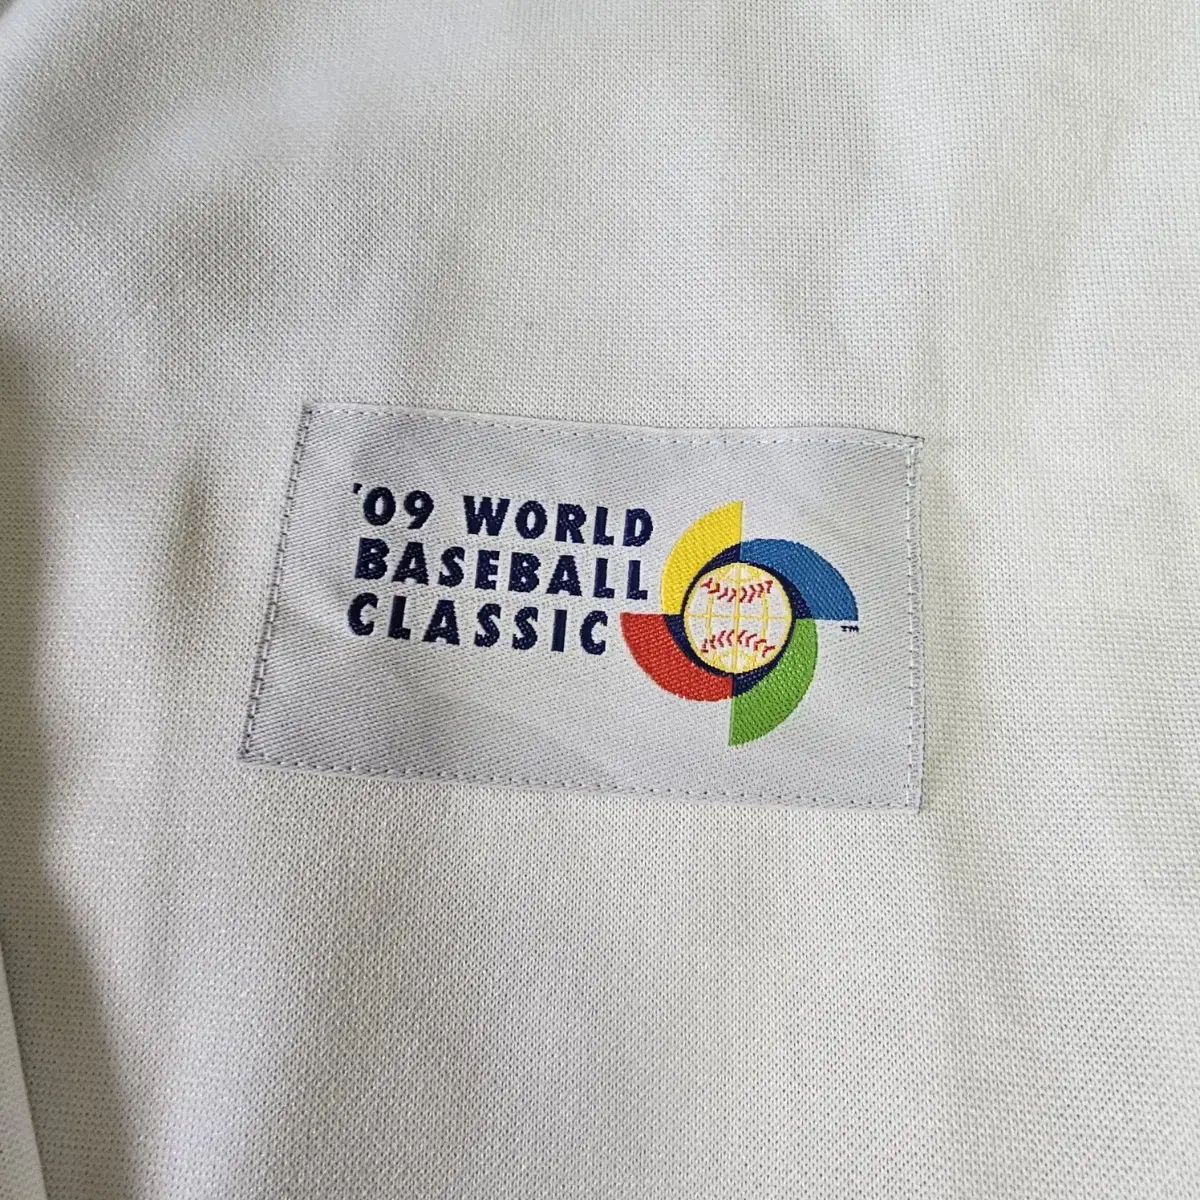 '09 WORLD
BASEBALL
CLASSIC
™